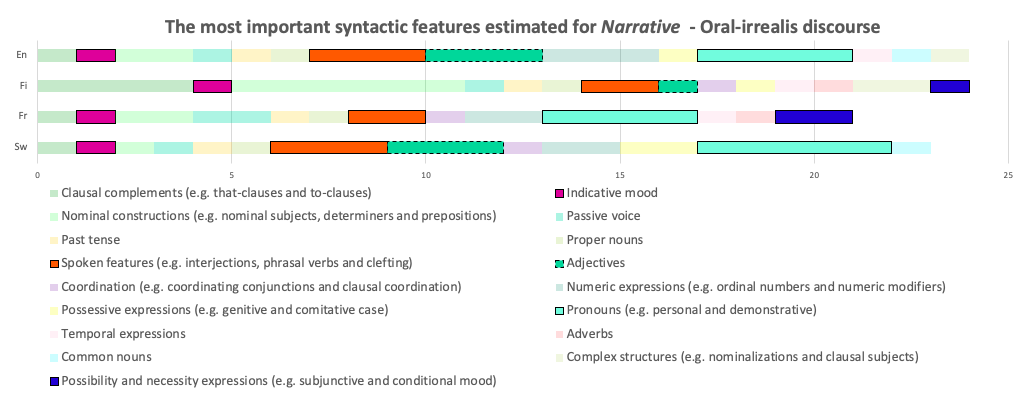 The most important syntactic features estimated for Narrative - Oral-irrealis discourse
En
Fi
Fr
Sw
0 5 10 15 20 25
Clausal complements (e.g. that-clauses and to-clauses) Indicative mood
Nominal constructions (e.g. nominal subjects, determiners and prepositions) Passive voice
Past tense Proper nouns
Spoken features (e.g. interjections, phrasal verbs and clefting) Adjectives
Coordination (e.g. coordinating conjunctions and clausal coordination) Numeric expressions (e.g. ordinal numbers and numeric modifiers)
Possessive expressions (e.g. genitive and comitative case) Pronouns (e.g. personal and demonstrative)
Temporal expressions Adverbs
Common nouns Complex structures (e.g. nominalizations and clausal subjects)
Possibility and necessity expressions (e.g. subjunctive and conditional mood)